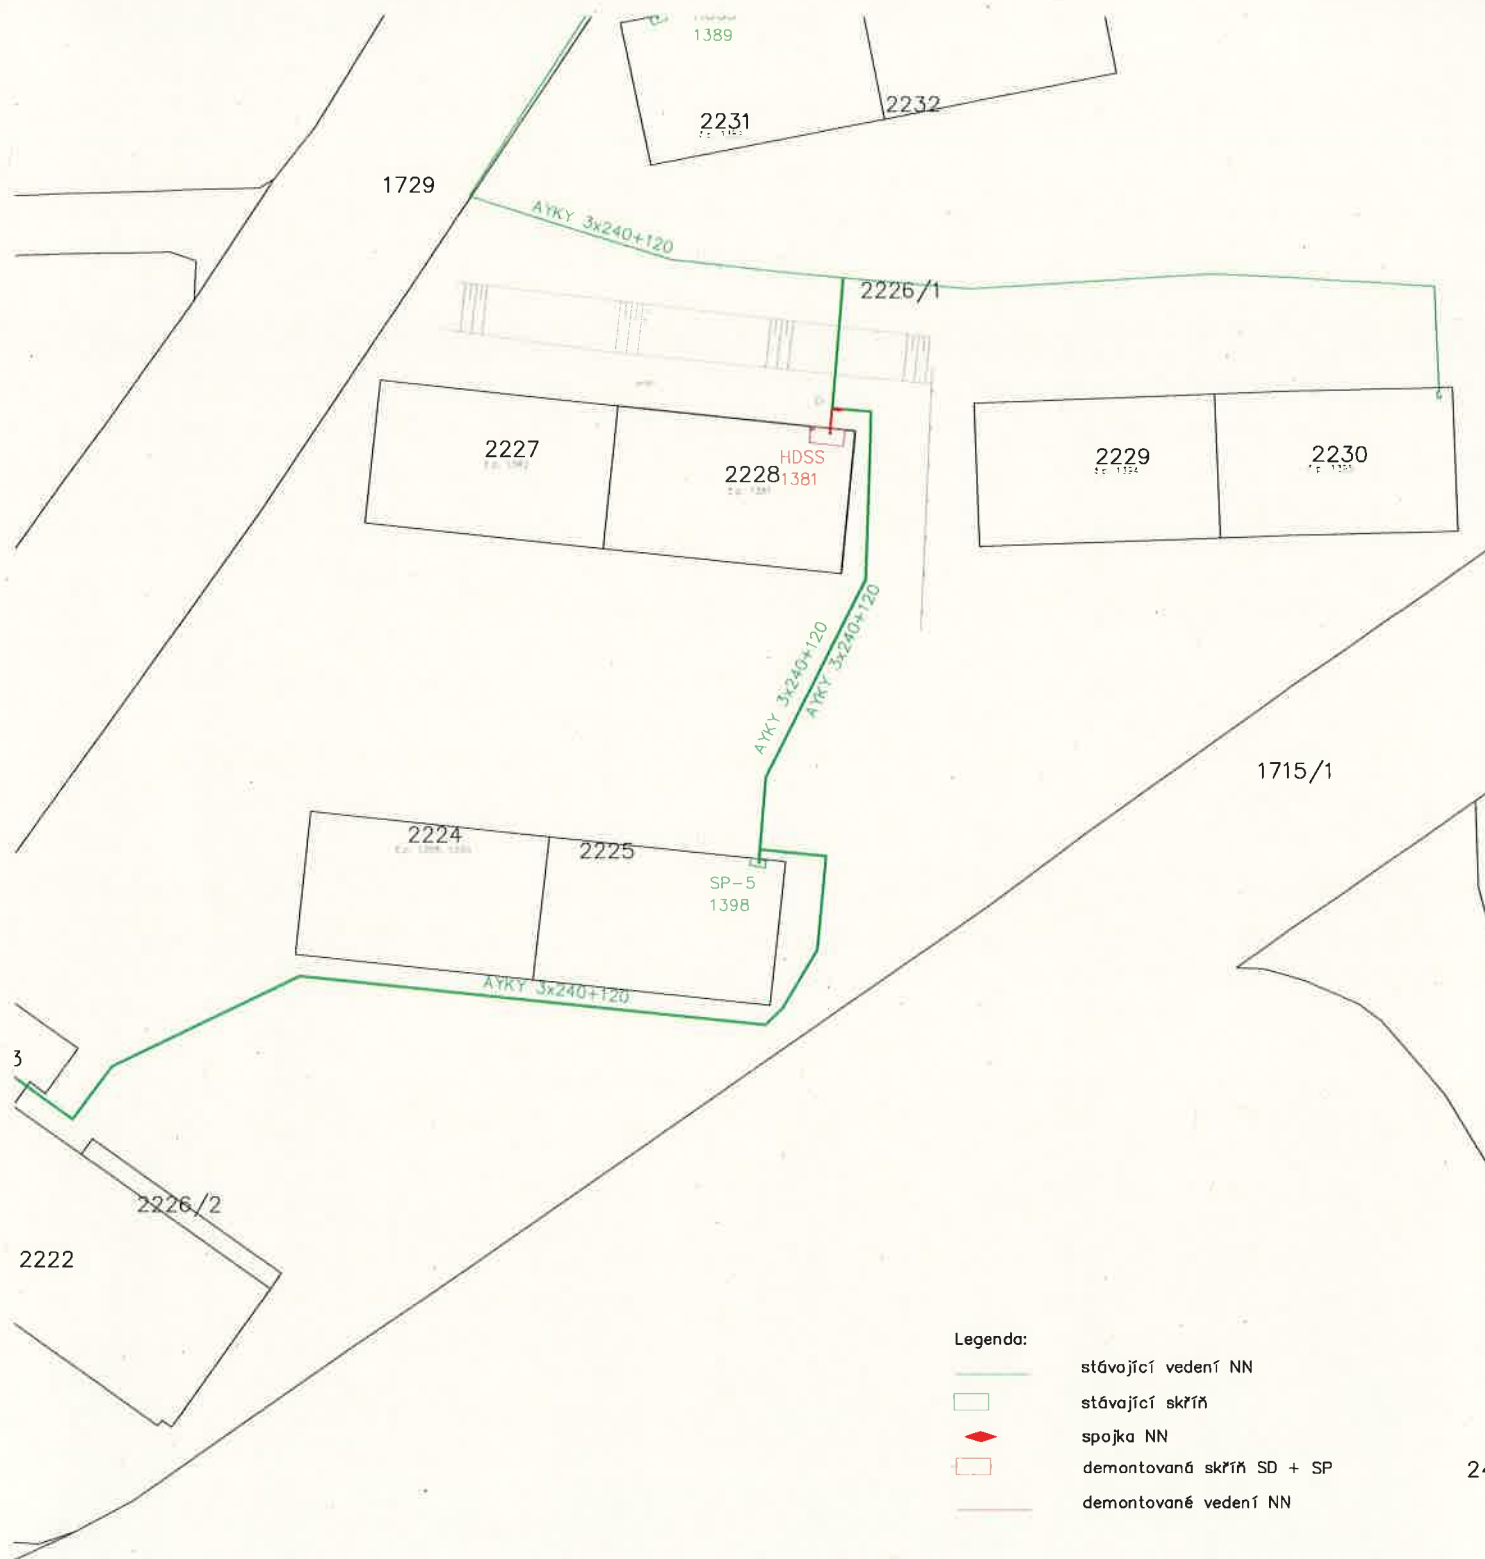 1389
2232
2231
1729
AYKY 3x240+120
2226/1
2227
2228
HDSS
1381
2229
2230
AYKY 3x240+120
AYKY 3x240+120
1715/1
2224
2225
SP-5
1398
AYKY 3x240+120
3
2226/2
2222
Legenda:
stávající vedení NN
stávající skříň
spojka NN
demontovaná skříň SD + SP
demontované vedení NN